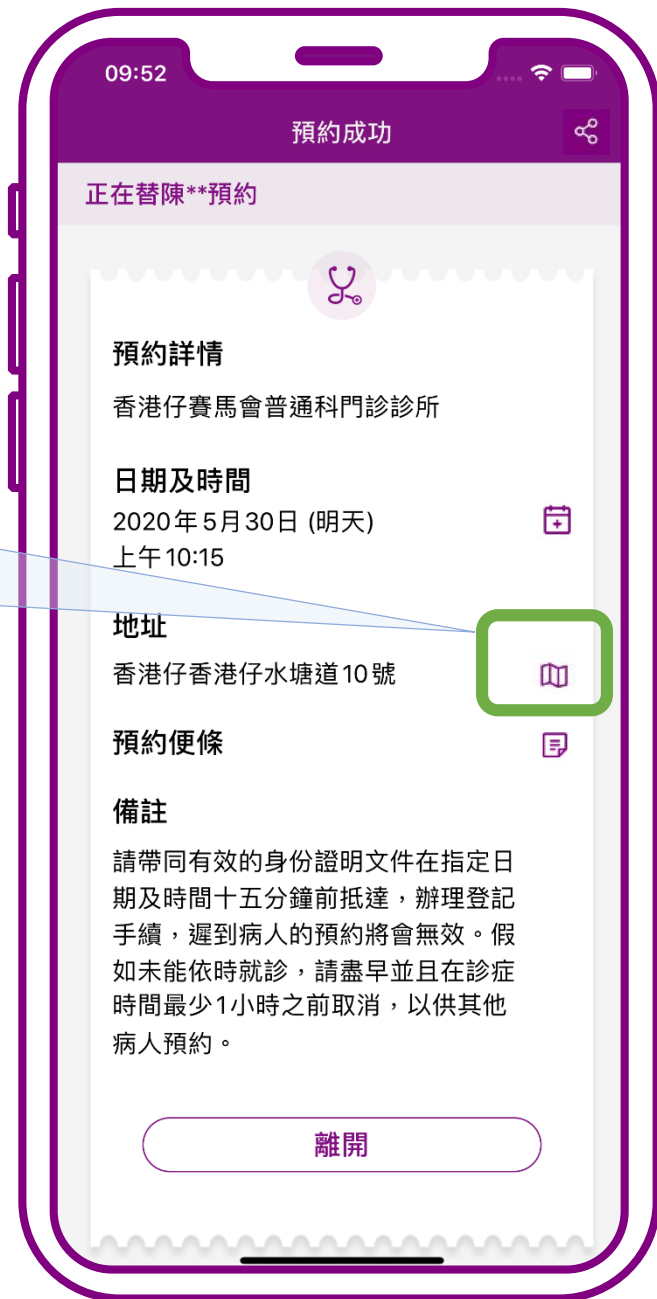 09:52
預約成功
正在替陳**預約
預約詳情
香港仔賽馬會普通科門診診所
日期及時間
2020年5月30日 (明天)
上午10:15
地址
香港仔香港仔水塘道10號
預約便條
備註
請帶同有效的身份證明文件在指定日
期及時間十五分鐘前抵達，辦理登記
手續，遲到病人的預約將會無效。假
如未能依時就診，請盡早並且在診症
時間最少1小時之前取消，以供其他
病人預約。
離開